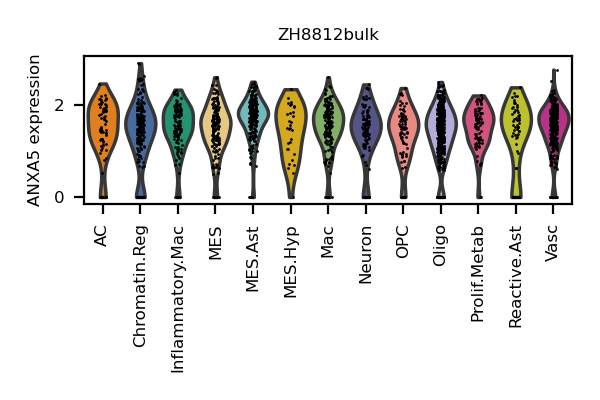 ZH8812bulk
ANXA5 expression
2
0
AC
Chromatin.Reg
Inflammatory.Mac
MES
MES.Ast
MES.Hyp
Mac
Neuron
OPC
Oligo
Prolif.Metab
Reactive.Ast
Vasc